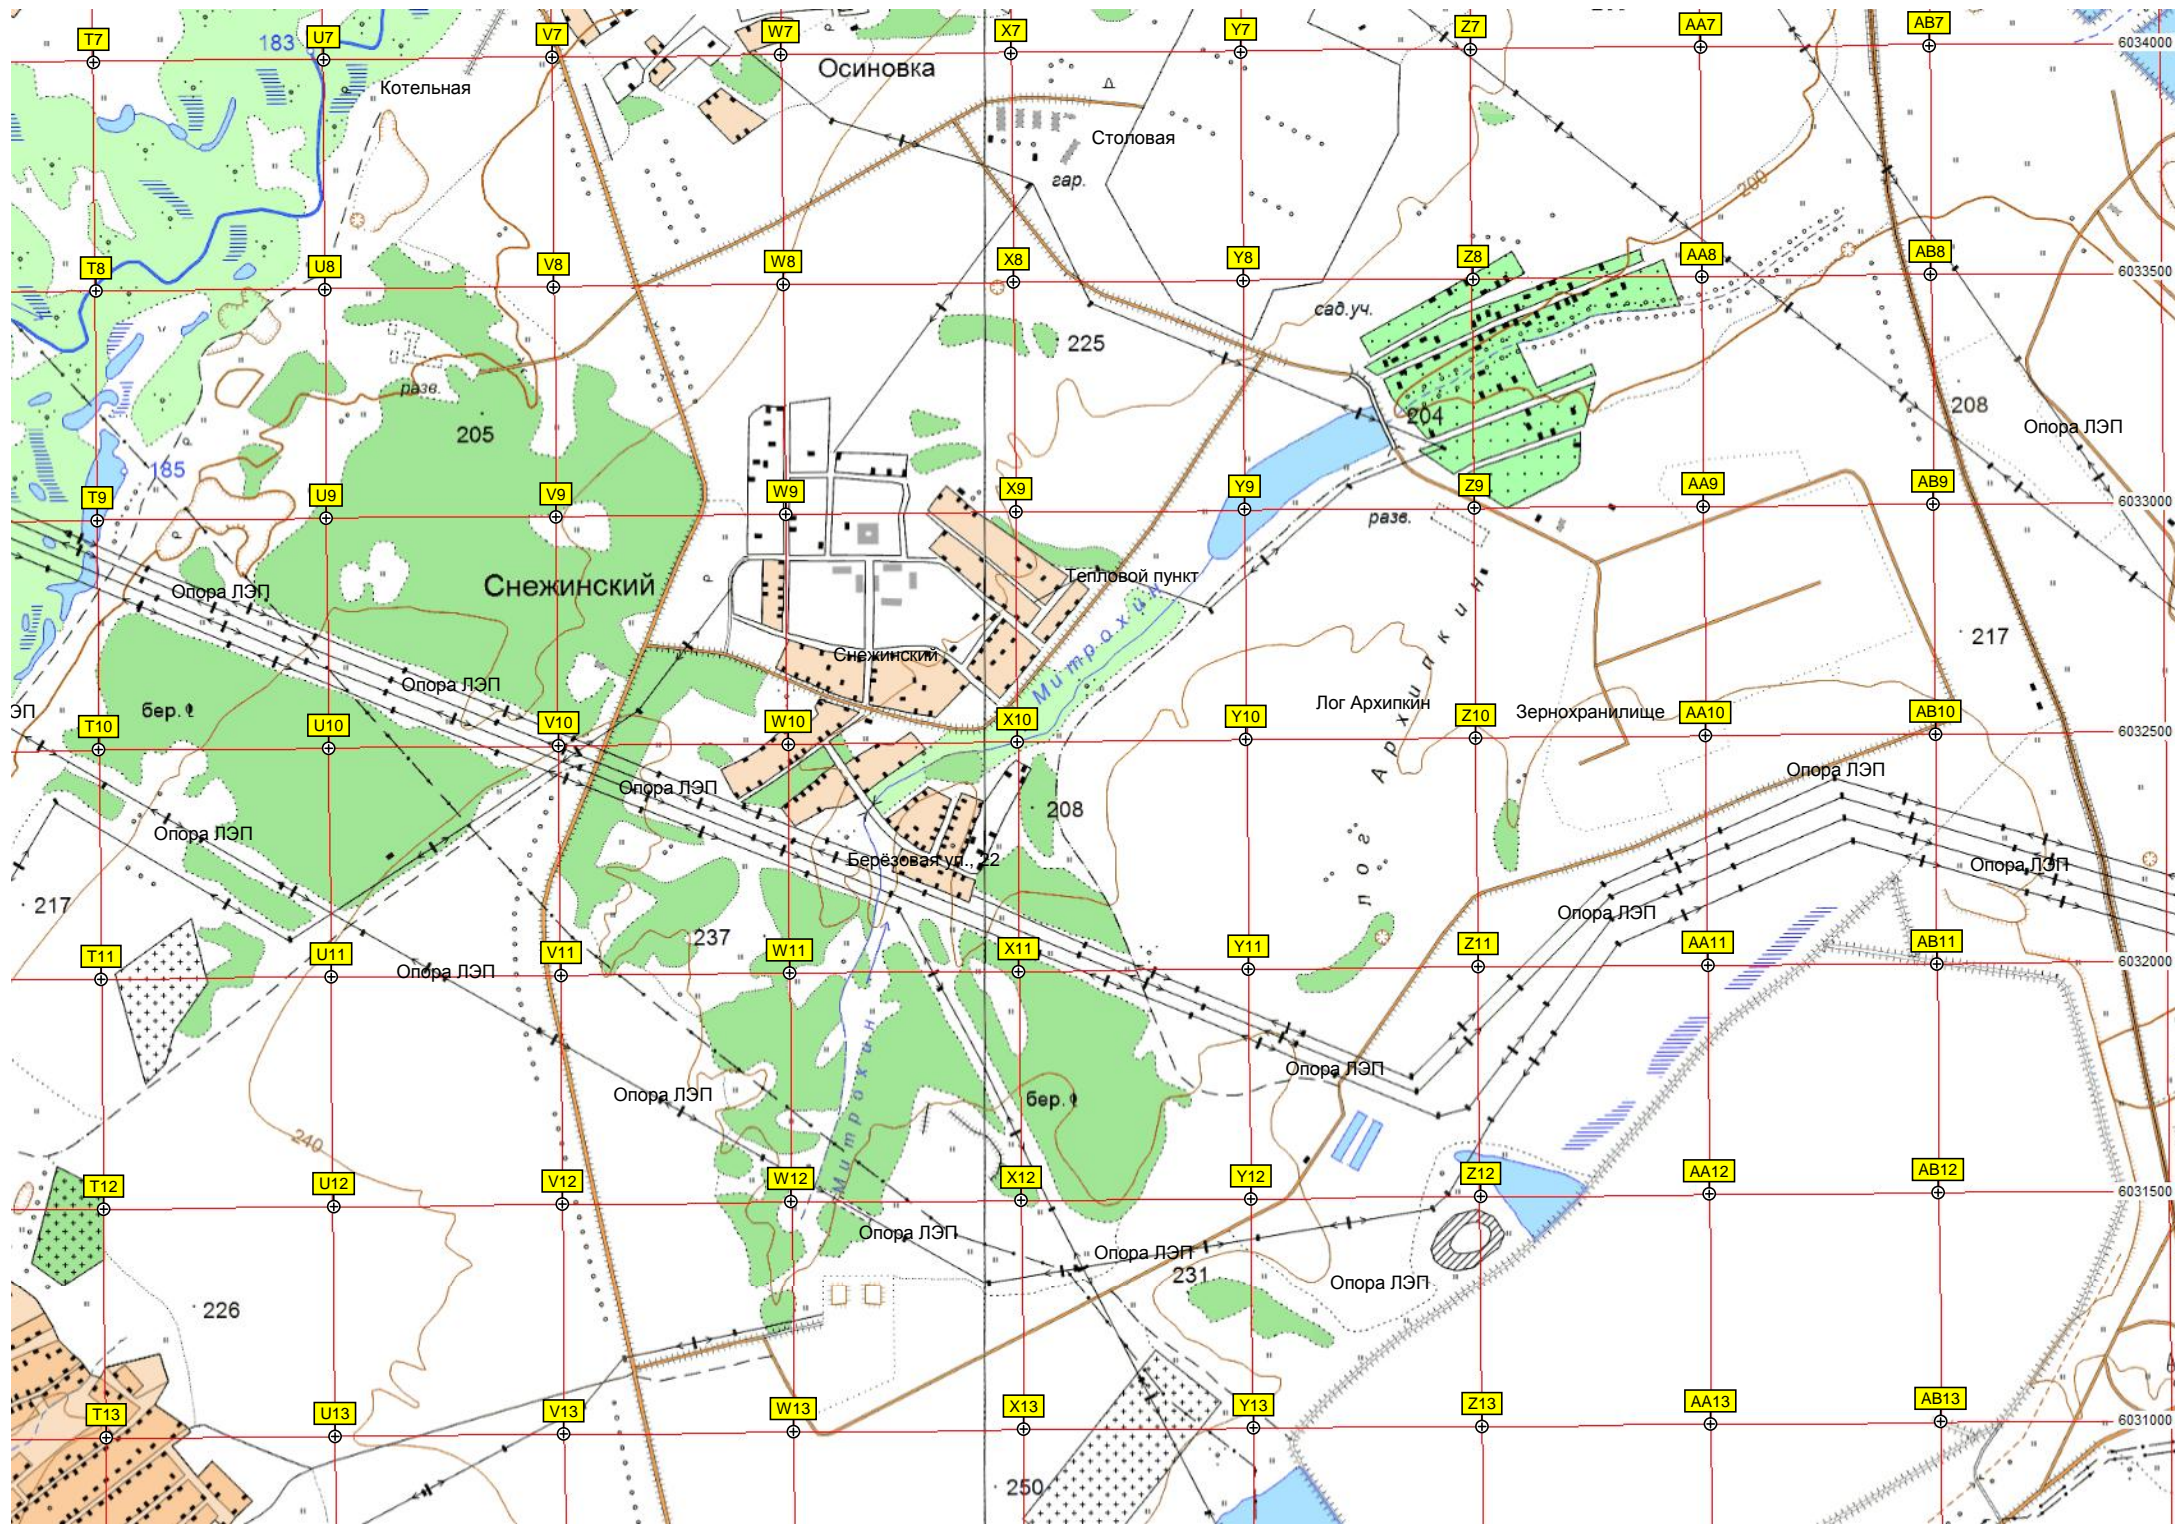 T7 U7 V7 W7 X7 Y7 Z7 AA7 AB7
6034000
183
Котельная
Осиновка
Столовая
гар.
200
T8 U8 V8 W8 X8 Y8 Z8 AA8 AB8
6033500
сад.уч.
225
разв.
205
204
208
Опора ЛЭП
185
T9 U9 V9 W9 X9 Y9 Z9 AA9 AB9
6033000
разв.
Снежинский
Тепловой пункт
Опора ЛЭП
Митрохин
217
Снежинский
Опора ЛЭП
бер.
ЭП
Лог Архипкин
Зернохранилище
лог Архипкин
T10 U10 V10 W10 X10 Y10 Z10 AA10 AB10
6032500
Опора ЛЭП
Опора ЛЭП
208
Опора ЛЭП
Берёзовая ул., 22
Опора ЛЭП
217
Опора ЛЭП
237
T11 U11 V11 W11 X11 Y11 Z11 AA11 AB11
6032000
Опора ЛЭП
Митрохин
Опора ЛЭП
Опора ЛЭП
бер.
240
T12 U12 V12 W12 X12 Y12 Z12 AA12 AB12
6031500
Опора ЛЭП
Опора ЛЭП
231
Опора ЛЭП
226
T13 U13 V13 W13 X13 Y13 Z13 AA13 AB13
6031000
250